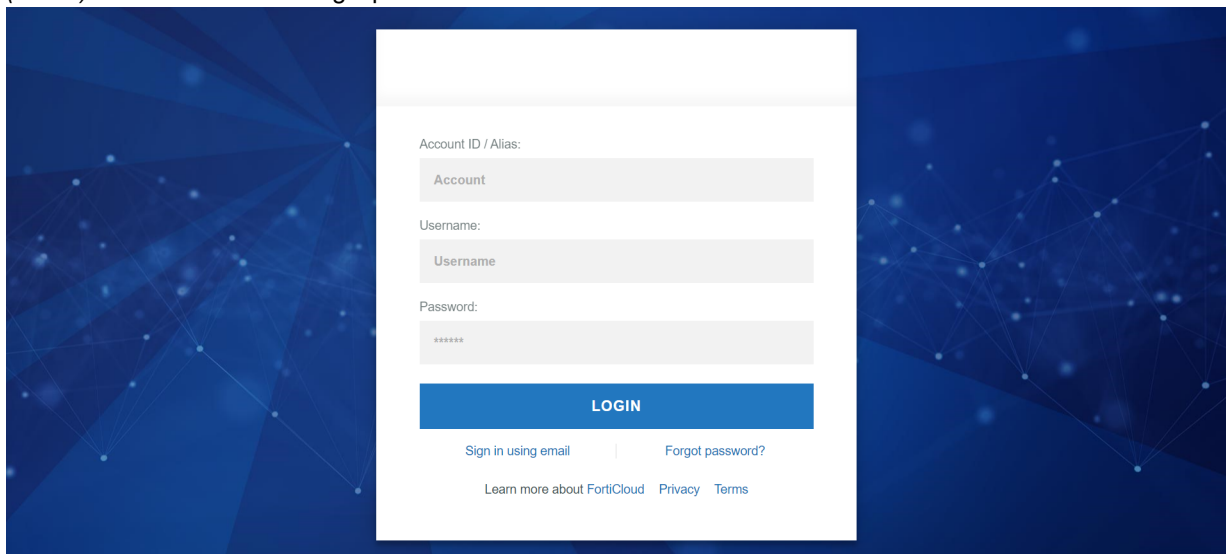 Account ID / Alias:
Account
Username:
Username
Password:
******
LOGIN
Sign in using email Forgot password?
Learn more about FortiCloud Privacy Terms